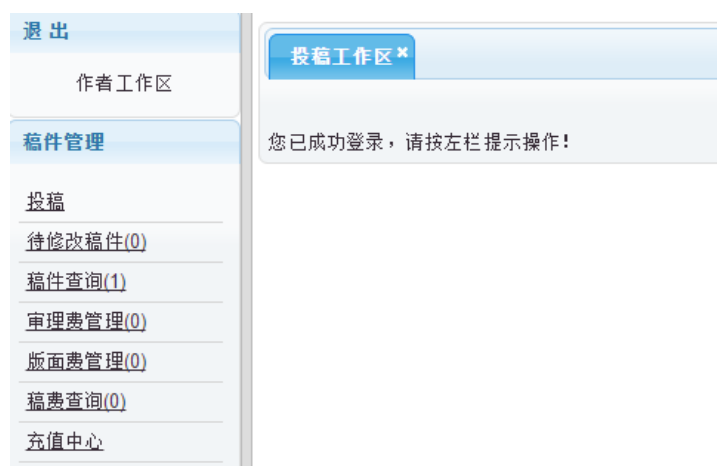 退 出
作者工作区
稿件管理
投稿
待修改稿件(0)
稿件查询(1)
审理费管理(0)
版面费管理(0)
稿费查询(0)
充值中心
投稿工作区×
您已成功登录，请按左栏提示操作!